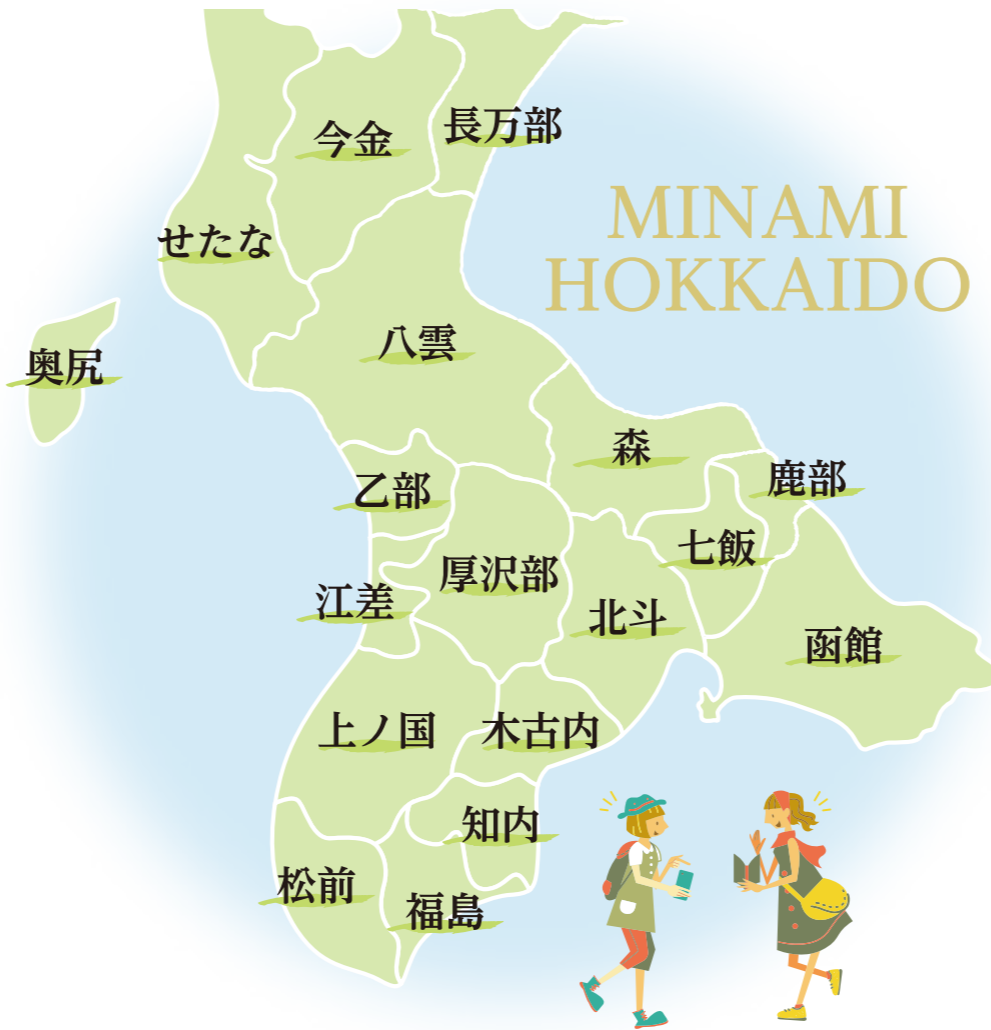 今金
長万部
MINAMI
HOKKAIDO
せたな
八雲
奥尻
森
鹿部
乙部
七飯
厚沢部
江差
北斗
函館
上ノ国
木古内
知内
松前
福島